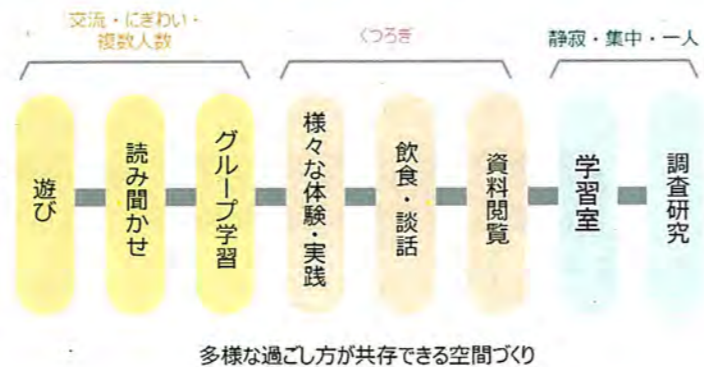 交流・にぎわい・
複数人数
くつろぎ
静寂・集中・一人
遊び
読み聞かせ
グループ学習
様々な体験・実践
飲食・談話
資料閲覧
学習室
調査研究
多様な過ごし方が共存できる空間づくり